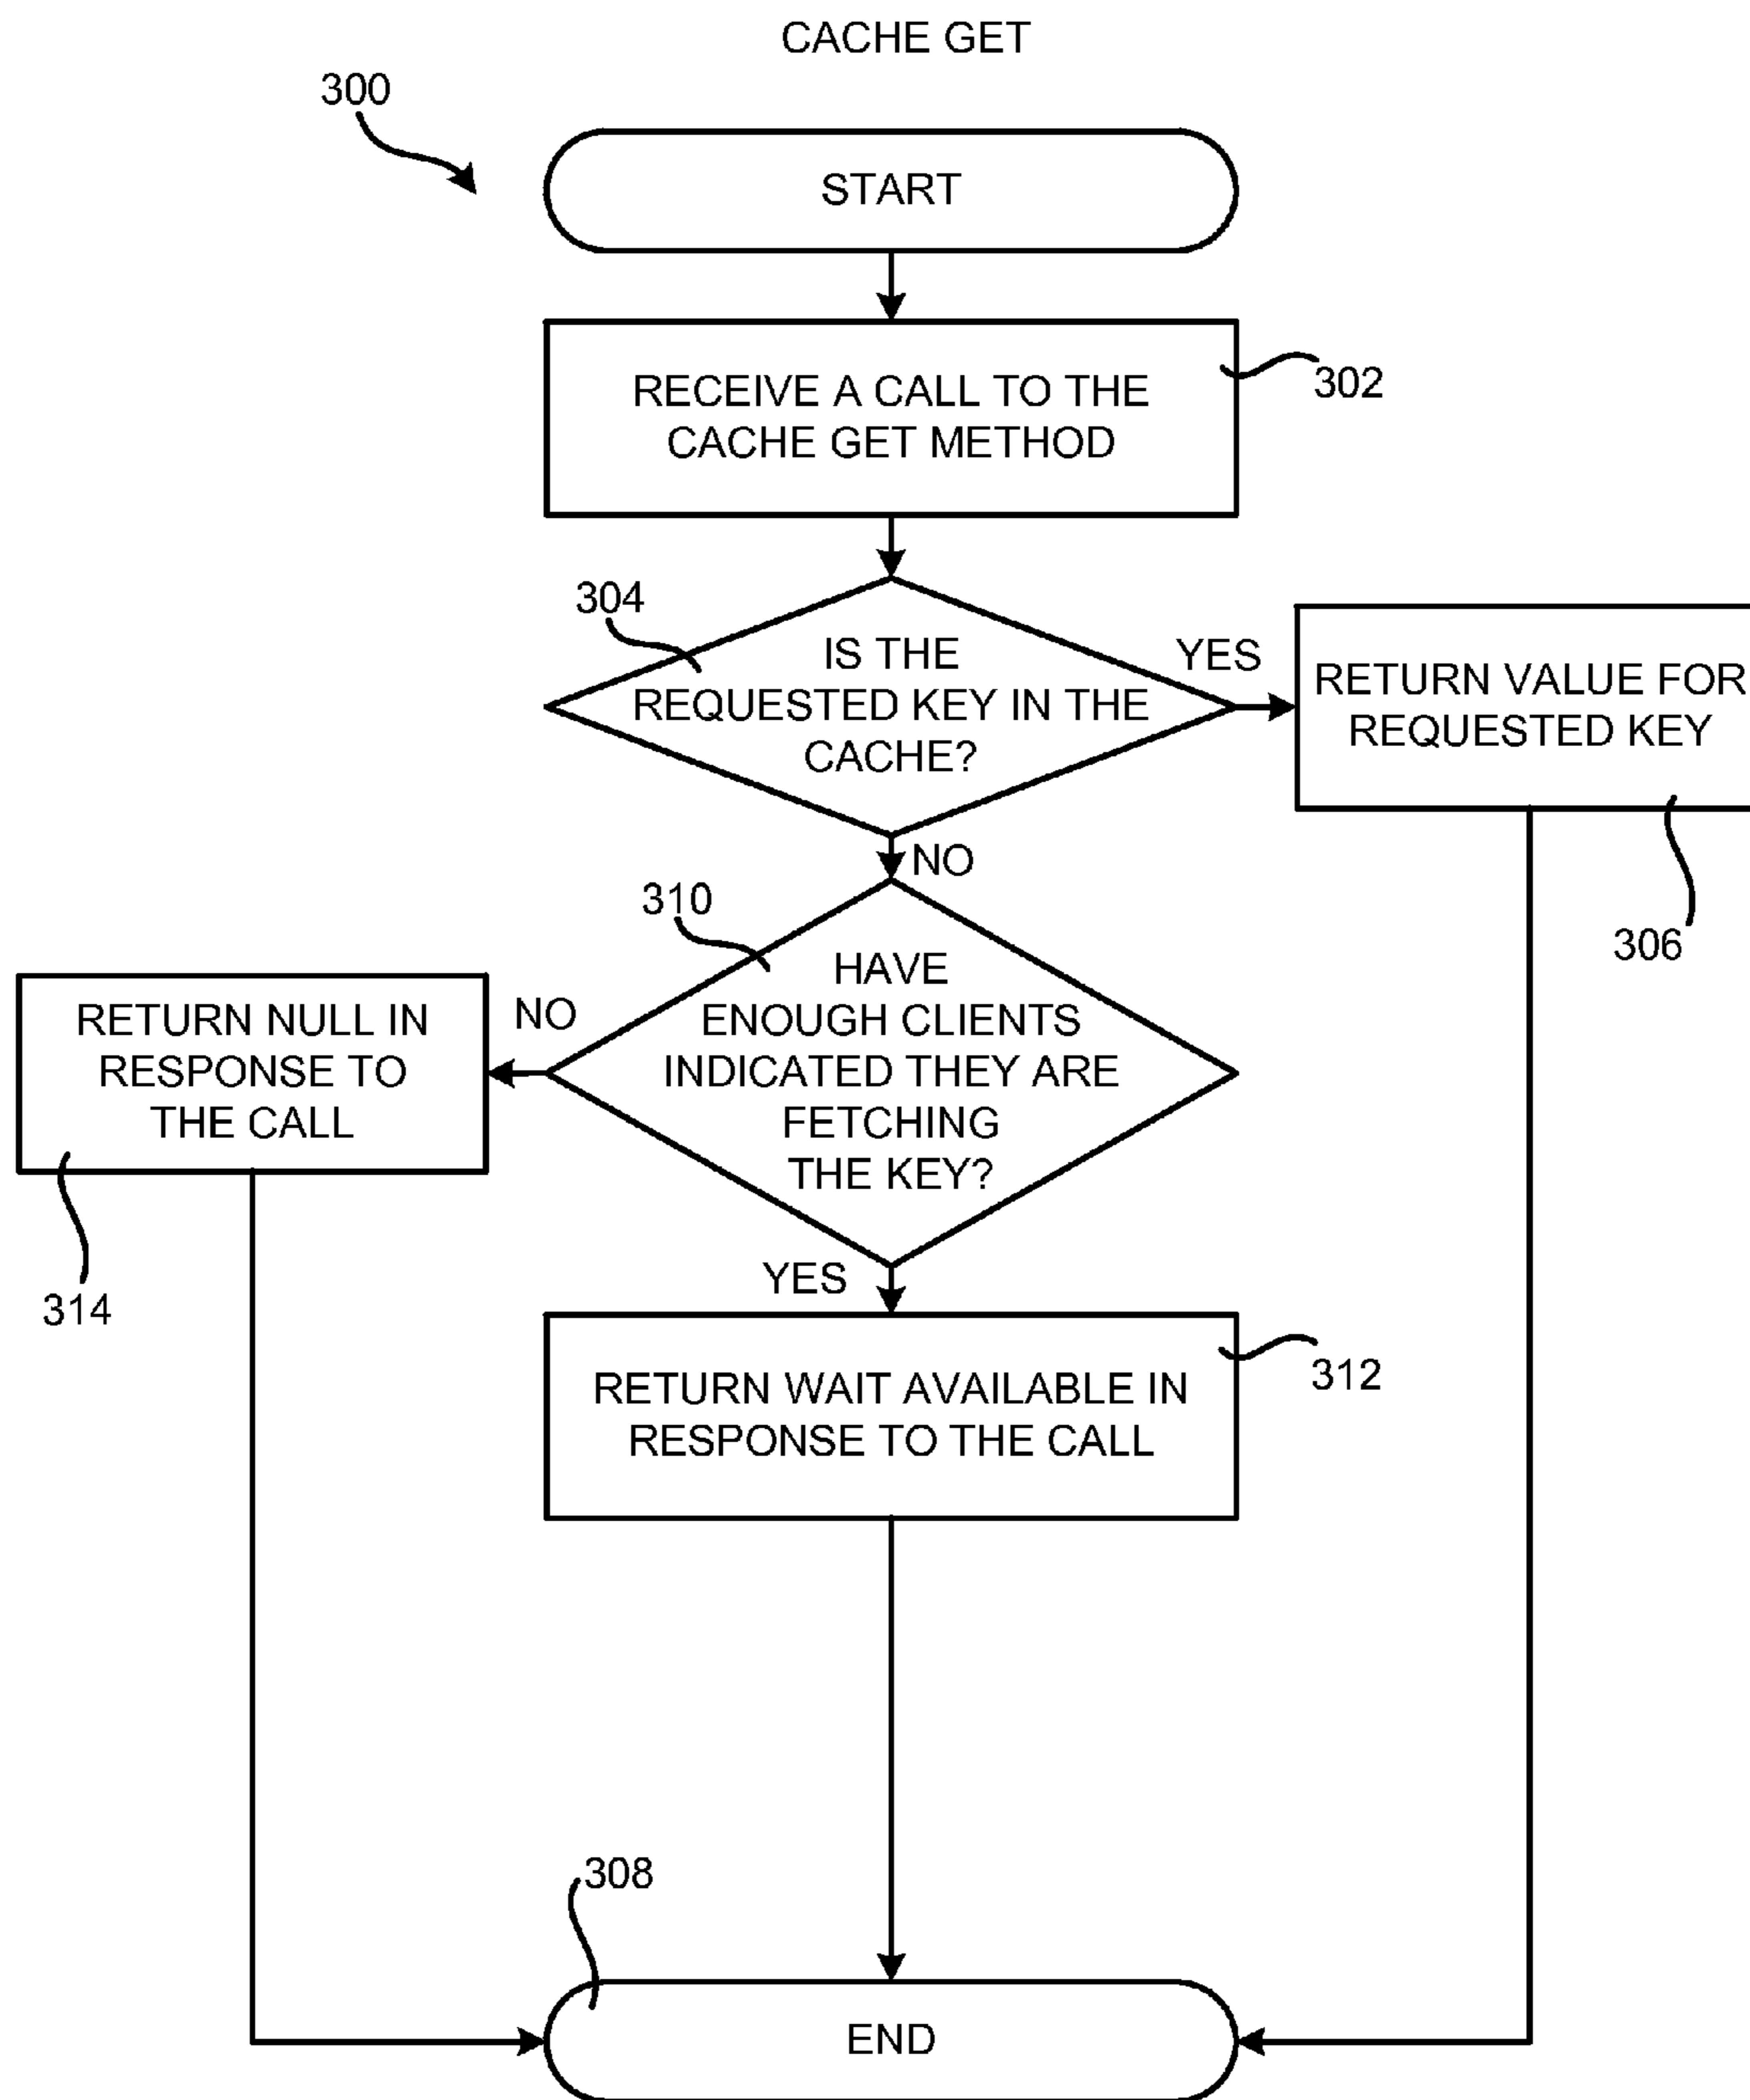 CACHE GET
300
START
RECEIVE A CALL TO THE
CACHE GET METHOD
302
304
IS THE
REQUESTED KEY IN THE
CACHE?
YES
RETURN VALUE FOR
REQUESTED KEY
306
NO
310
HAVE
ENOUGH CLIENTS
INDICATED THEY ARE
FETCHING
THE KEY?
NO
RETURN NULL IN
RESPONSE TO
THE CALL
314
YES
RETURN WAIT AVAILABLE IN
RESPONSE TO THE CALL
312
308
END